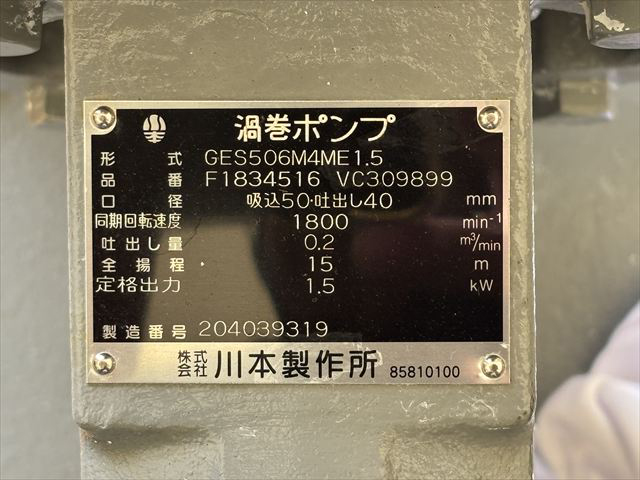 渦巻ポンプ
形式 GES506M4ME1.5
品番 F1834516 VC309899
口径 吸込50・吐出し40 mm
同期回転速度 1800 min⁻¹
吐出し量 0.2 m³/min
全揚程 15 m
定格出力 1.5 kW
製造番号 204039319
株式会社 川本製作所 85810100